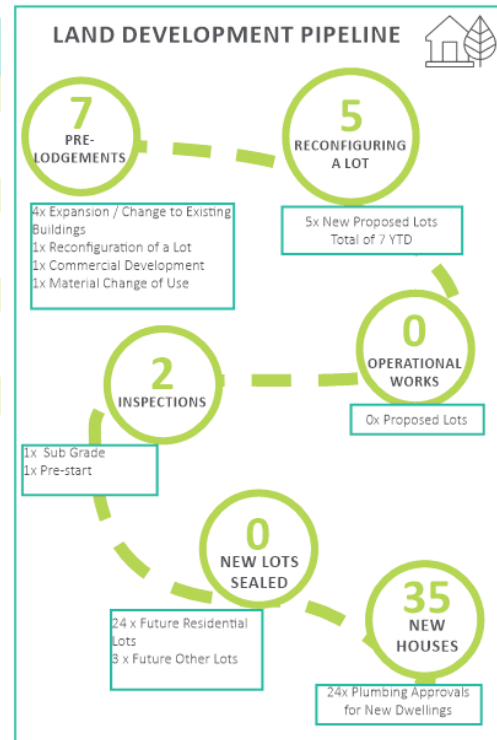 LAND DEVELOPMENT PIPELINE
7
PRE-
LODGEMENTS
4x Expansion / Change to Existing
Buildings
1x Reconfiguration of a Lot
1x Commercial Development
1x Material Change of Use
5
RECONFIGURING
A LOT
5x New Proposed Lots
Total of 7 YTD
0
OPERATIONAL
WORKS
0x Proposed Lots
2
INSPECTIONS
1x Sub Grade
1x Pre-start
0
NEW LOTS
SEALED
24 x Future Residential
Lots
3 x Future Other Lots
35
NEW
HOUSES
24x Plumbing Approvals
for New Dwellings